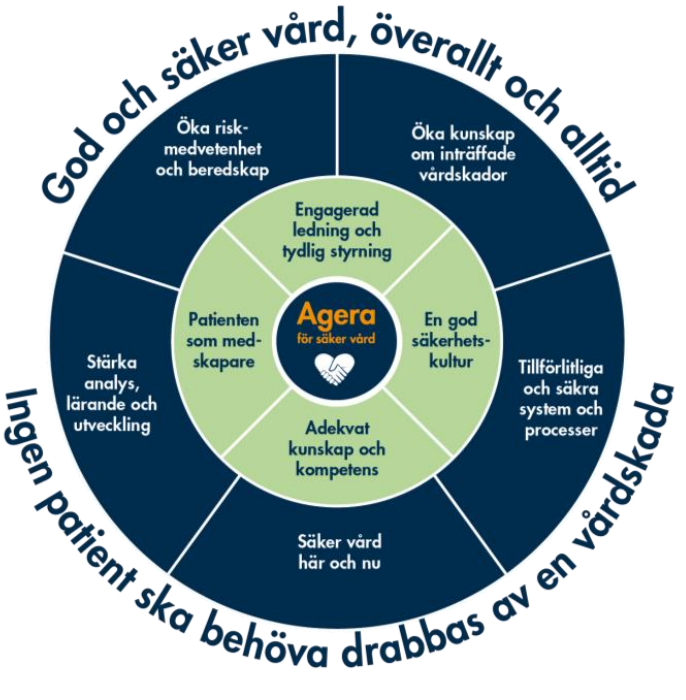 God och säker vård, överallt och alltid
Öka risk-
medvetenhet
och beredskap
Öka kunskap
om inträffade
vårdskador
Engagerad
ledning och
tydlig styrning
Patienten
som med-
skapare
Agera
för säker vård
En god
säkerhets-
kultur
Stärka
analys,
lärande och
utveckling
Tillförlitliga
och säkra
system och
processer
Adekvat
kunskap och
kompetens
Säker vård
här och nu
Ingen patient ska behöva drabbas av en vårdskada